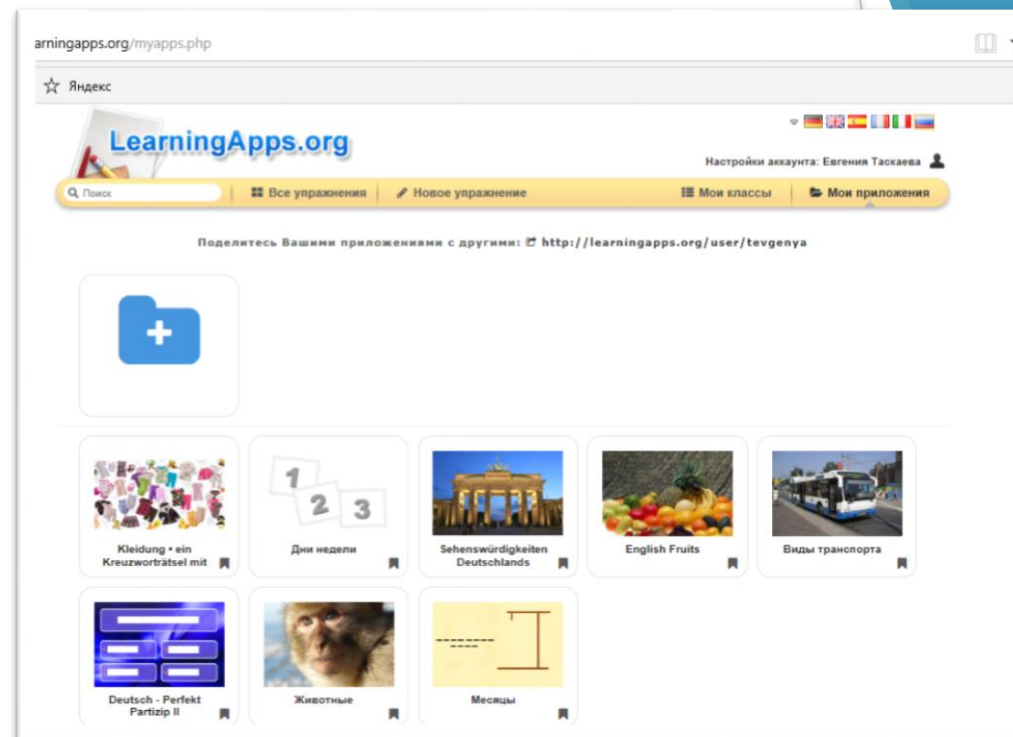 arningapps.org/myapps.php
Яндекс
LearningApps.org
Настройки аккаунта: Евгения Таскаева
Поиск
Все упражнения
Новое упражнение
Мои классы
Мои приложения
Поделитесь Вашими приложениями с другими: http://learningapps.org/user/tevgenya
1
2
3
Kleidung • ein
Kreuzworträtsel mit
Дни недели
Sehenswürdigkeiten
Deutschlands
English Fruits
Виды транспорта
Deutsch - Perfekt
Partizip II
Животные
Месяцы